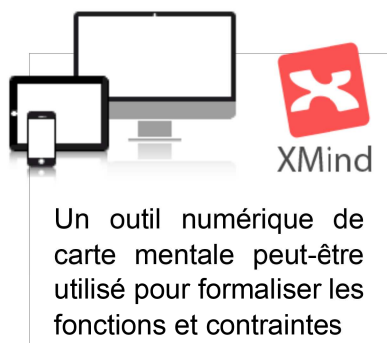 XMind
Un outil numérique de
carte mentale peut-être
utilisé pour formaliser les
fonctions et contraintes